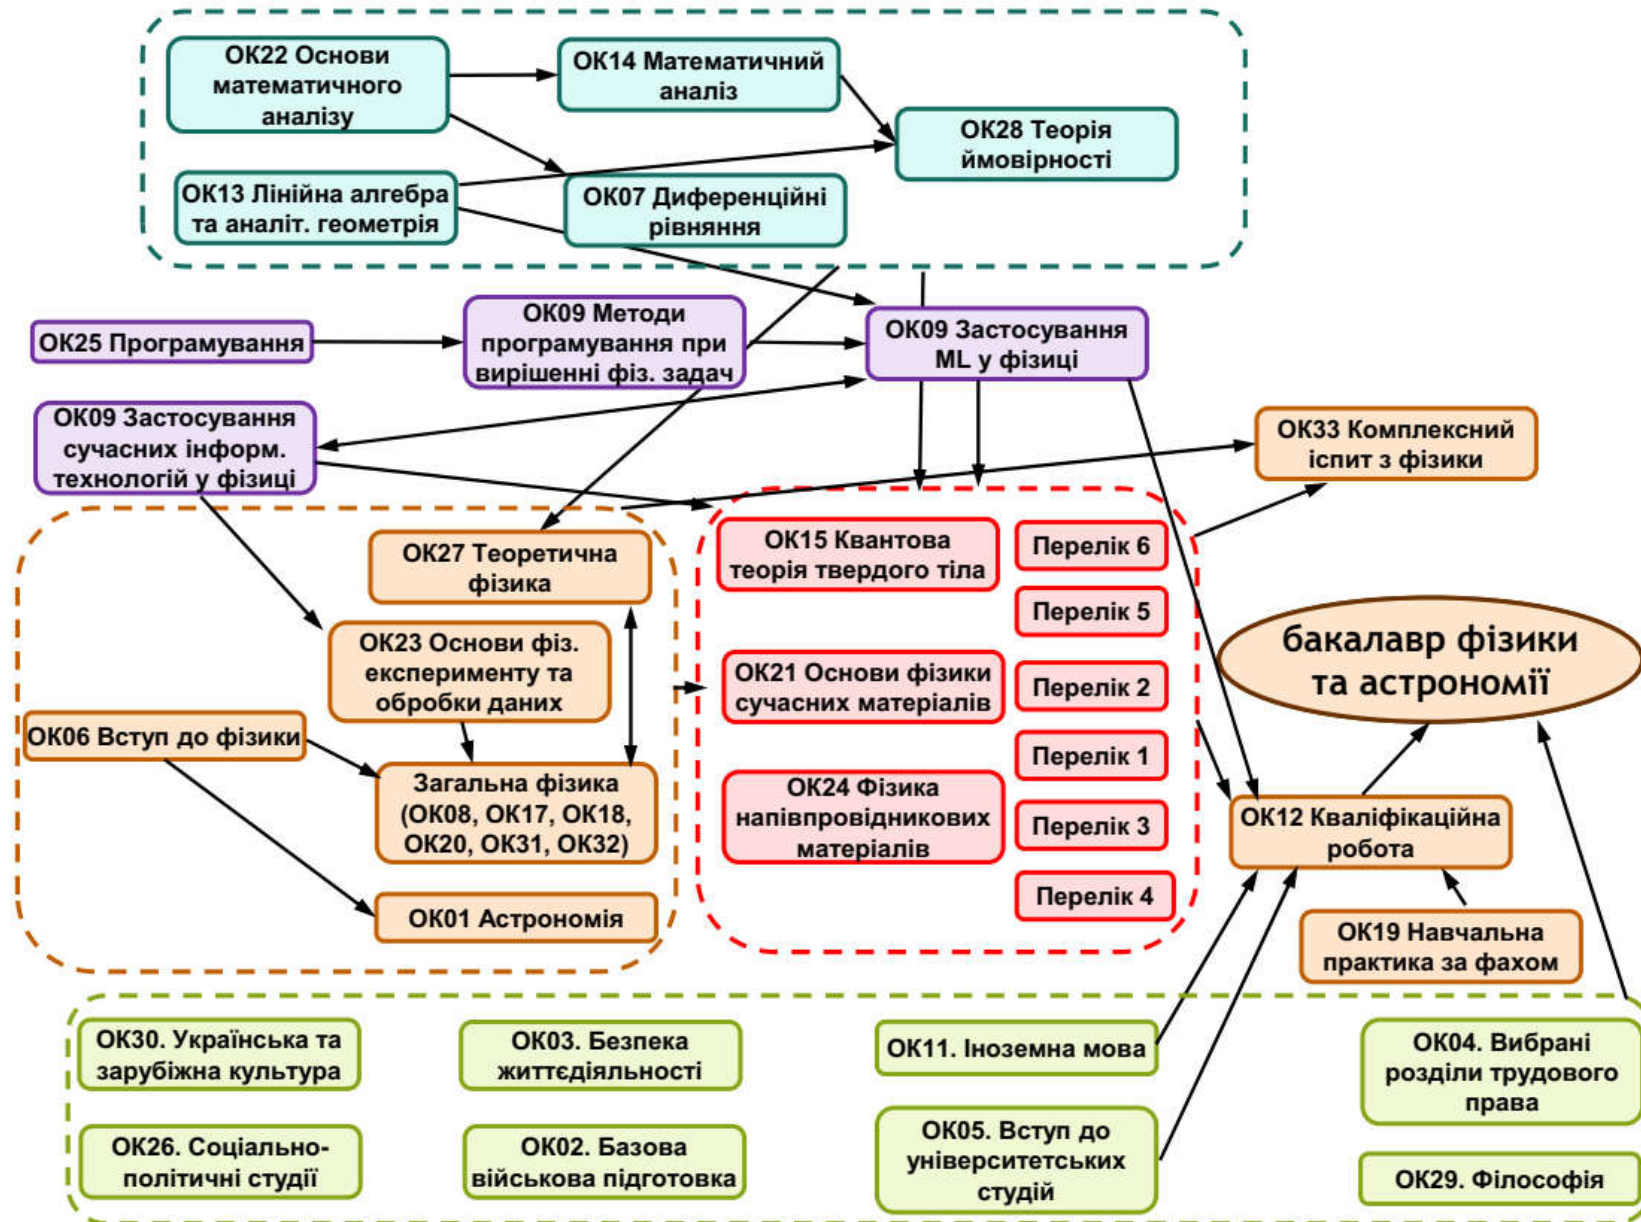 ОК22 Основи
математичного
аналізу
ОК14 Математичний
аналіз
ОК28 Теорія
ймовірності
ОК13 Лінійна алгебра
та аналіт. геометрія
ОК07 Диференційні
рівняння
ОК25 Програмування
ОК09 Методи
програмування при
вирішенні фіз. задач
ОК09 Застосування
ML у фізиці
ОК09 Застосування
сучасних інформ.
технологій у фізиці
ОК33 Комплексний
іспит з фізики
ОК27 Теоретична
фізика
ОК23 Основи фіз.
експерименту та
обробки даних
ОК06 Вступ до фізики
Загальна фізика
(ОК08, ОК17, ОК18,
ОК20, ОК31, ОК32)
ОК01 Астрономія
ОК15 Квантова
теорія твердого тіла
ОК21 Основи фізики
сучасних матеріалів
ОК24 Фізика
напівпровідникових
матеріалів
Перелік 6
Перелік 5
Перелік 2
Перелік 1
Перелік 3
Перелік 4
бакалавр фізики
та астрономії
ОК12 Кваліфікаційна
робота
ОК19 Навчальна
практика за фахом
ОК30. Українська та
зарубіжна культура
ОК03. Безпека
життєдіяльності
ОК11. Іноземна мова
ОК04. Вибрані
розділи трудового
права
ОК26. Соціально-
політичні студії
ОК02. Базова
військова підготовка
ОК05. Вступ до
університетських
студій
ОК29. Філософія